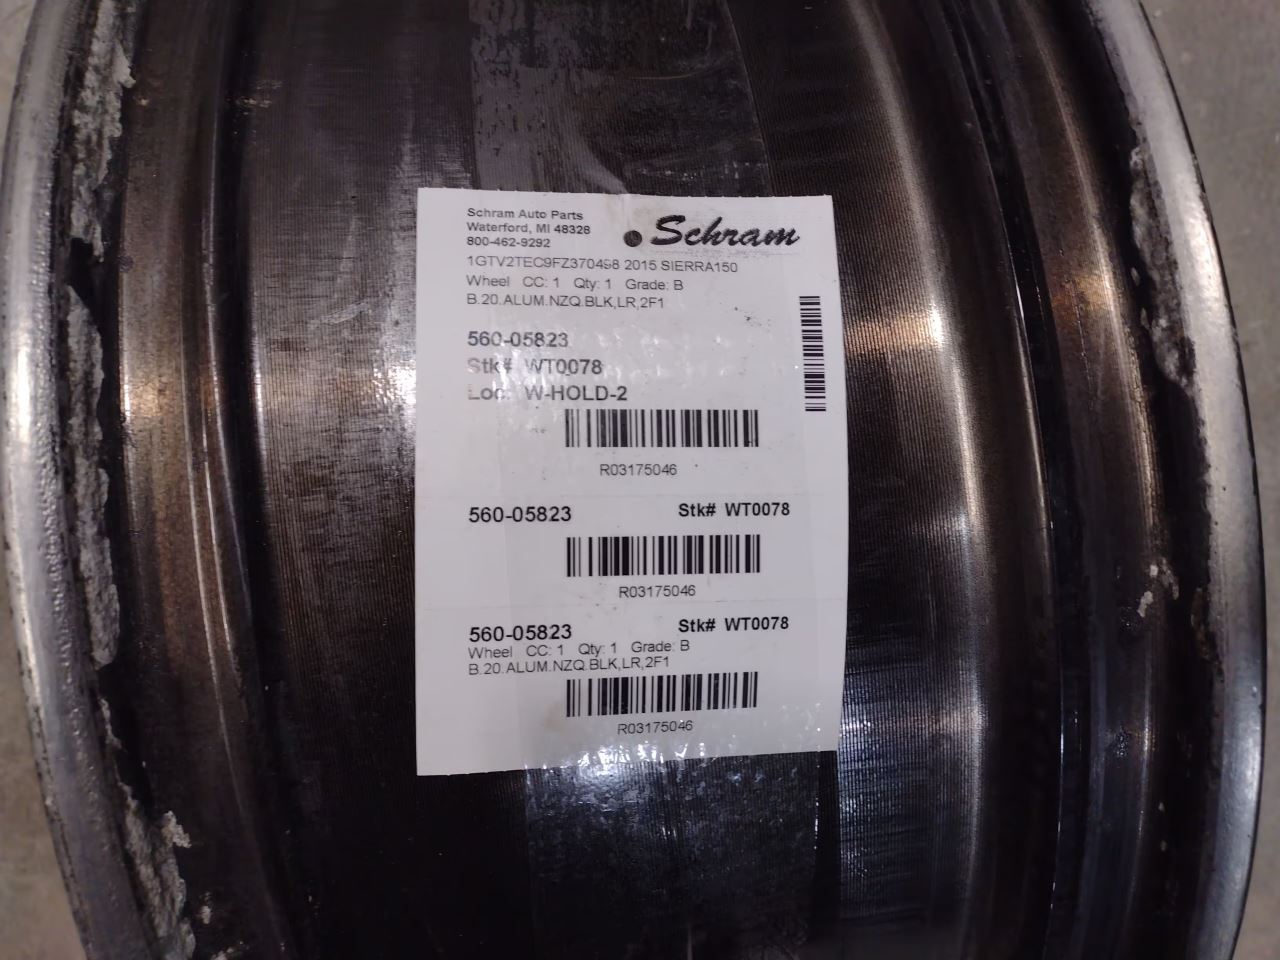 Schram Auto Parts
Waterford, MI 48328
800-462-9292
Schram
1GTV2TEC9FZ370498 2015 SIERRA150
Wheel CC: 1 Qty: 1 Grade: B
B.20.ALUM.NZQ.BLK,LR,2F1
560-05823
Stk# WT0078
Loc: W-HOLD-2
R03175046
560-05823 Stk# WT0078
R03175046
560-05823 Stk# WT0078
Wheel CC: 1 Qty: 1 Grade: B
B.20.ALUM.NZQ.BLK,LR,2F1
R03175046